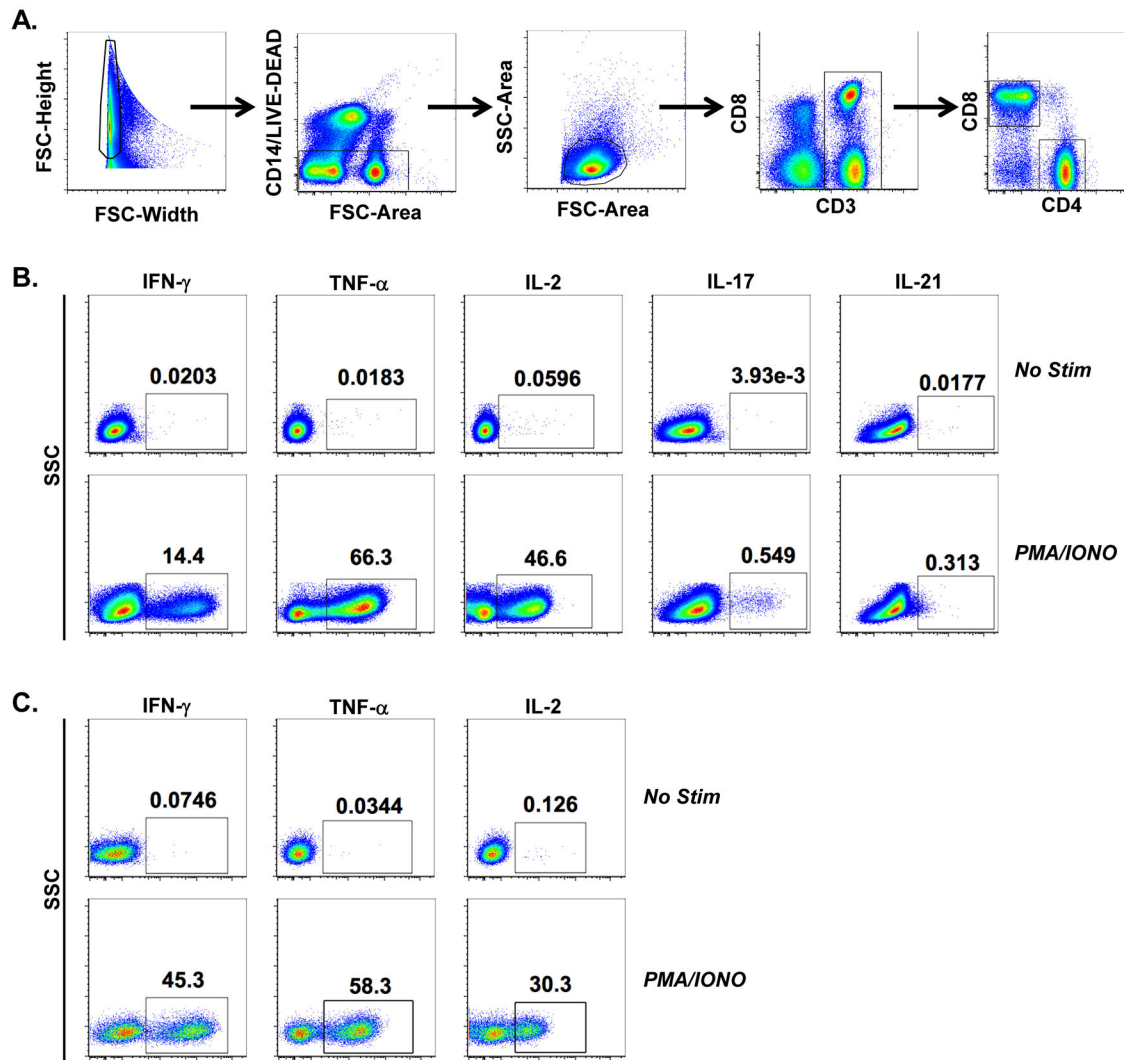 A.
FSC-Height
FSC-Width
CD14/LIVE-DEAD
FSC-Area
SSC-Area
FSC-Area
CD8
CD3
CD8
CD4
B.
IFN-γ TNF-α IL-2 IL-17 IL-21
0.0203 0.0183 0.0596 3.93e-3 0.0177
No Stim
SSC
14.4 66.3 46.6 0.549 0.313
PMA/IONO
C.
IFN-γ TNF-α IL-2
0.0746 0.0344 0.126
No Stim
SSC
45.3 58.3 30.3
PMA/IONO